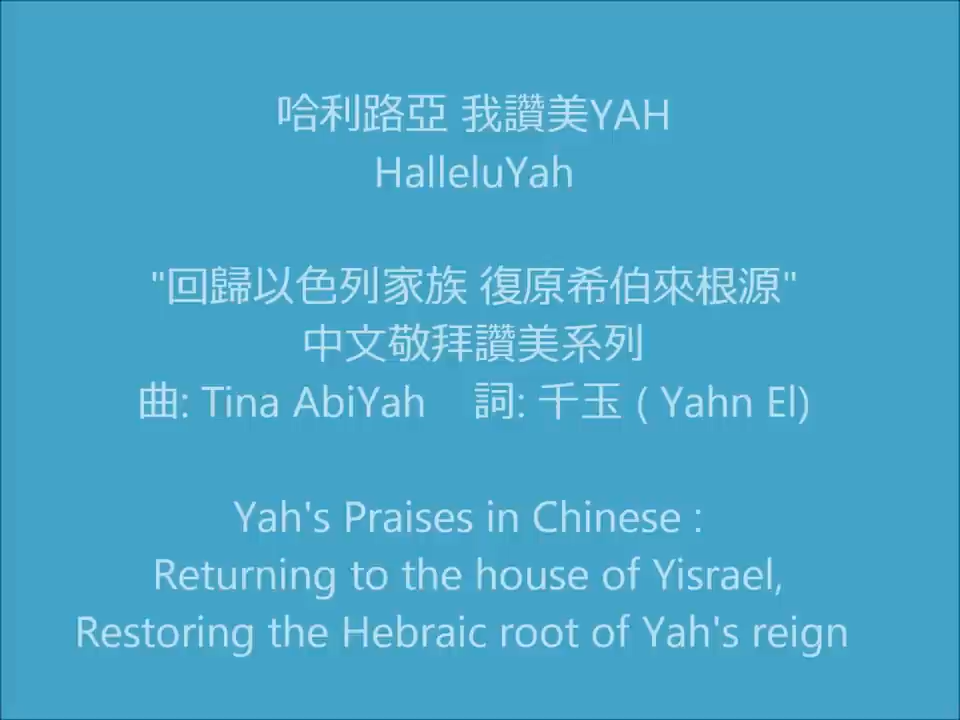 哈利路亞 我讚美YAH
HalleluYah
"回歸以色列家族 復原希伯來根源"
中文敬拜讚美系列
曲: Tina AbiYah 詞: 千玉 ( Yahn El)
Yah's Praises in Chinese :
Returning to the house of Yisrael,
Restoring the Hebraic root of Yah's reign